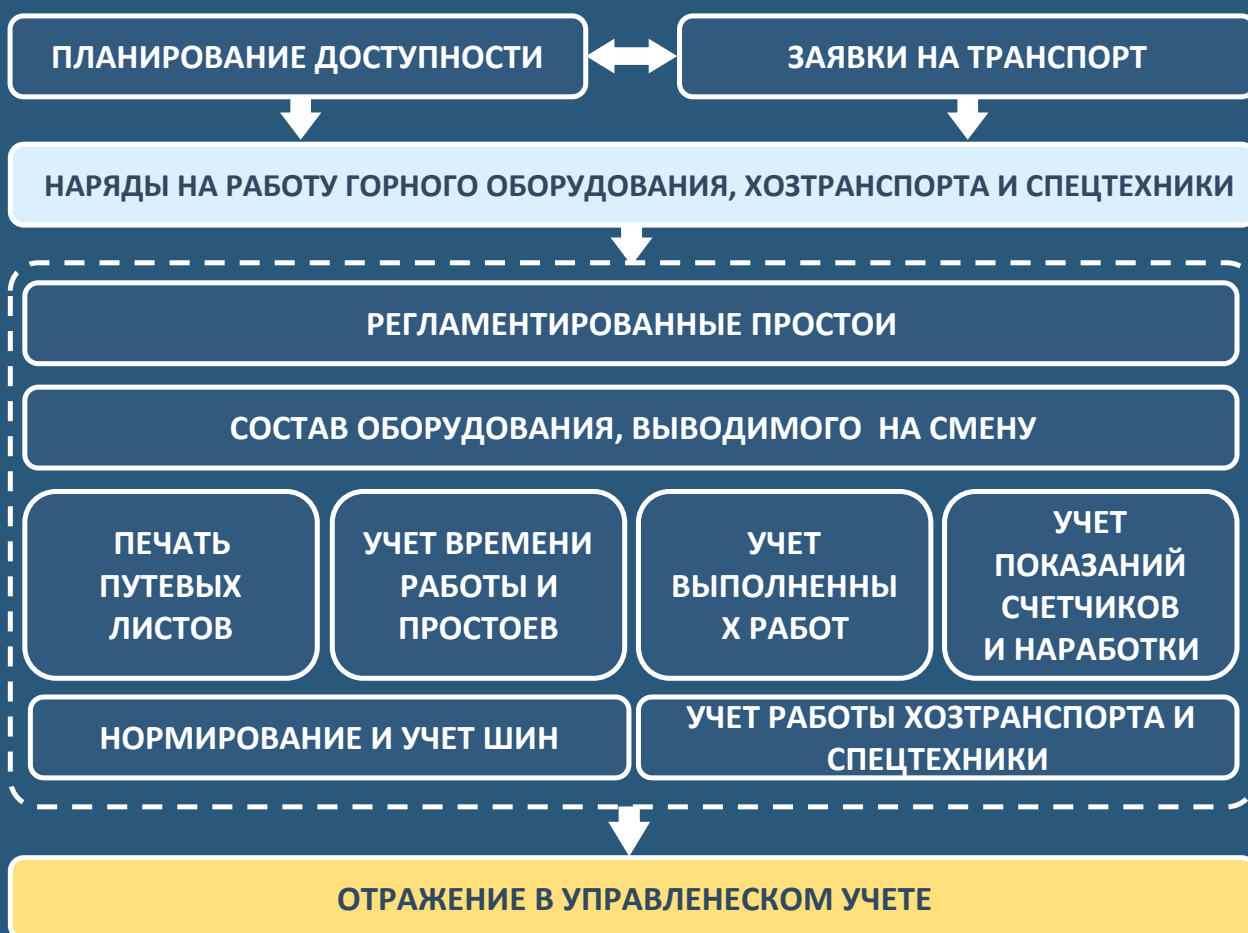 ПЛАНИРОВАНИЕ ДОСТУПНОСТИ
ЗАЯВКИ НА ТРАНСПОРТ
НАРЯДЫ НА РАБОТУ ГОРНОГО ОБОРУДОВАНИЯ, ХОЗТРАНСПОРТА И СПЕЦТЕХНИКИ
РЕГЛАМЕНТИРОВАННЫЕ ПРОСТОИ
СОСТАВ ОБОРУДОВАНИЯ, ВЫВОДИМОГО НА СМЕНУ
ПЕЧАТЬ
ПУТЕВЫХ
ЛИСТОВ
УЧЕТ ВРЕМЕНИ
РАБОТЫ И
ПРОСТОЕВ
УЧЕТ
ВЫПОЛНЕННЫ
Х РАБОТ
УЧЕТ
ПОКАЗАНИЙ
СЧЕТЧИКОВ
И НАРАБОТКИ
НОРМИРОВАНИЕ И УЧЕТ ШИН
УЧЕТ РАБОТЫ ХОЗТРАНСПОРТА И
СПЕЦТЕХНИКИ
ОТРАЖЕНИЕ В УПРАВЛЕНЕСКОМ УЧЕТЕ